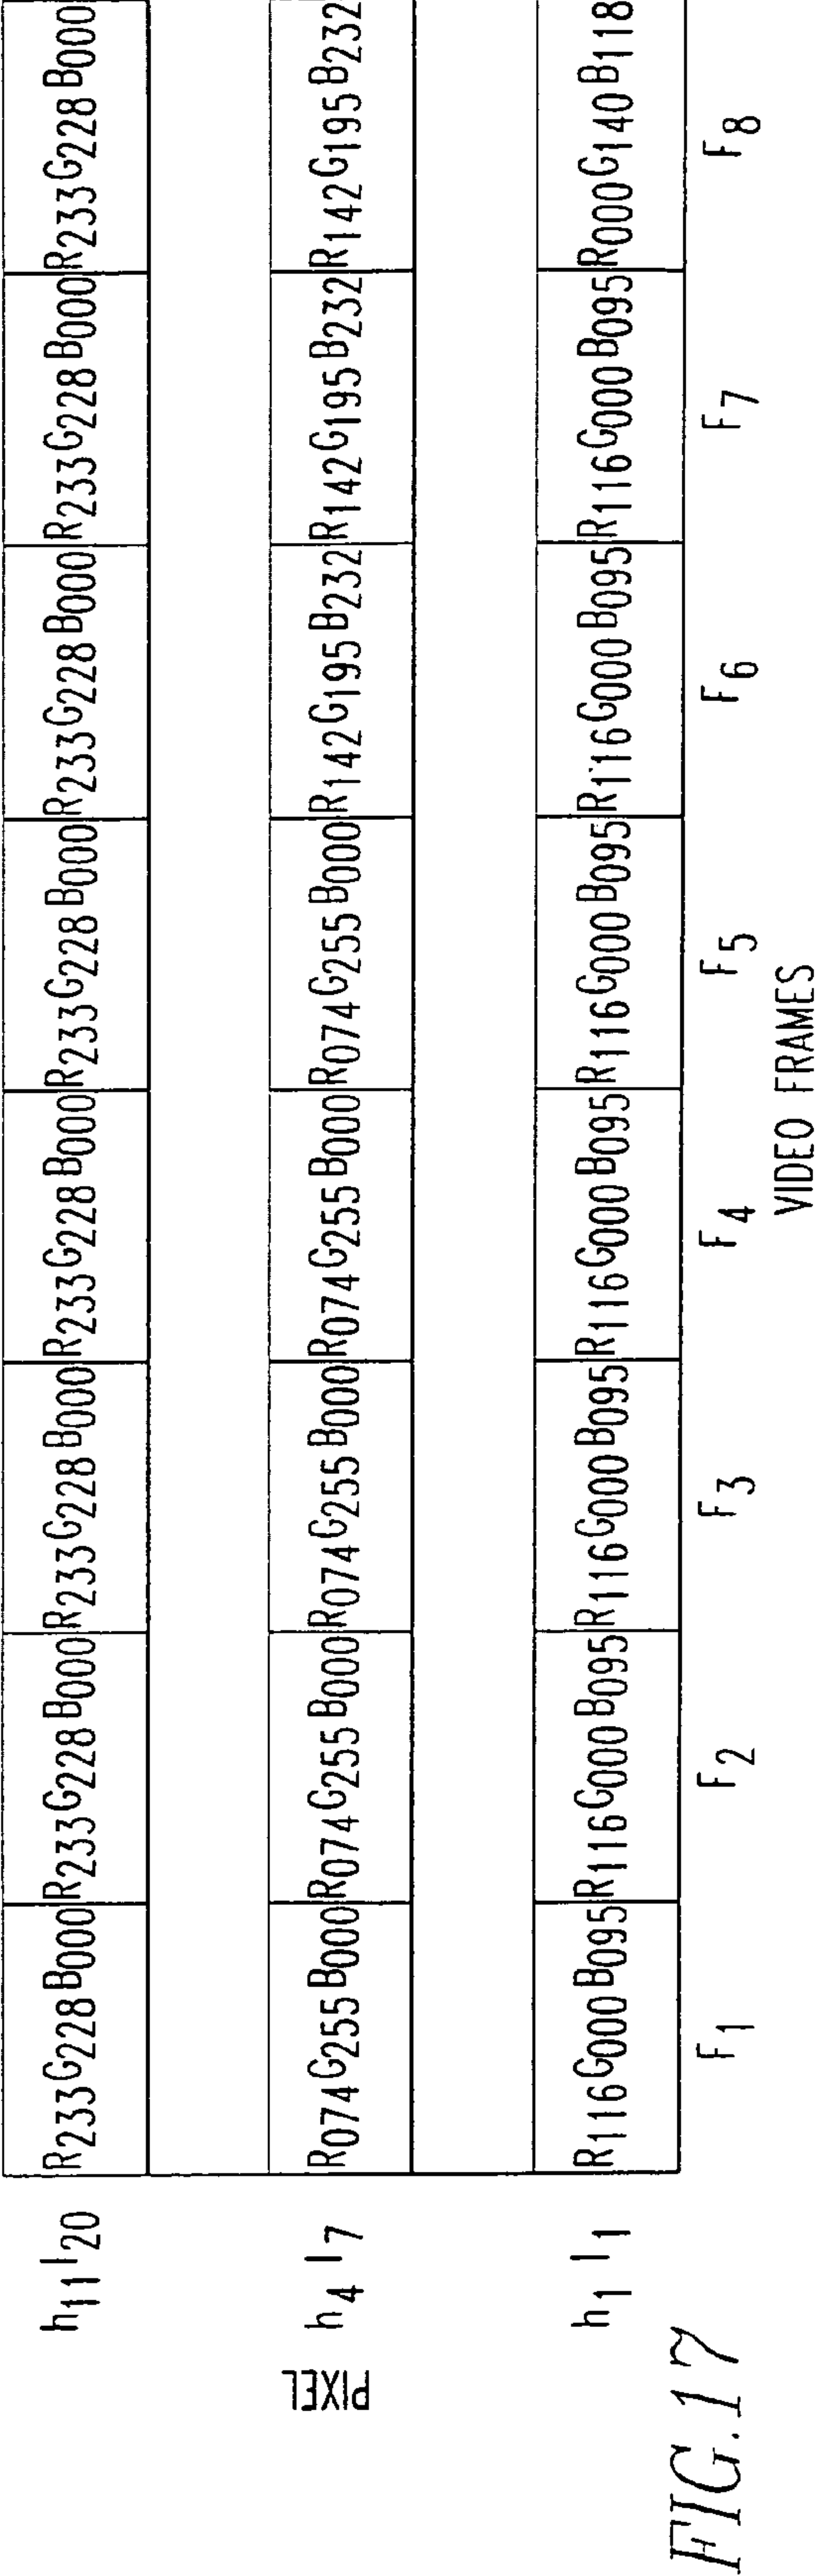 PIXEL
h11 l20 R233 G228 B000 R233 G228 B000 R233 G228 B000 R233 G228 B000 R233 G228 B000 R233 G228 B000 R233 G228 B000 R233 G228 B000
h4 l7 R074 G255 B000 R074 G255 B000 R074 G255 B000 R074 G255 B000 R074 G255 B000 R142 G195 B232 R142 G195 B232 R142 G195 B232
h1 l1 R116 G000 B095 R116 G000 B095 R116 G000 B095 R116 G000 B095 R116 G000 B095 R116 G000 B095 R116 G000 B095 R000 G140 B118
F1 F2 F3 F4 F5 F6 F7 F8
VIDEO FRAMES
FIG. 17